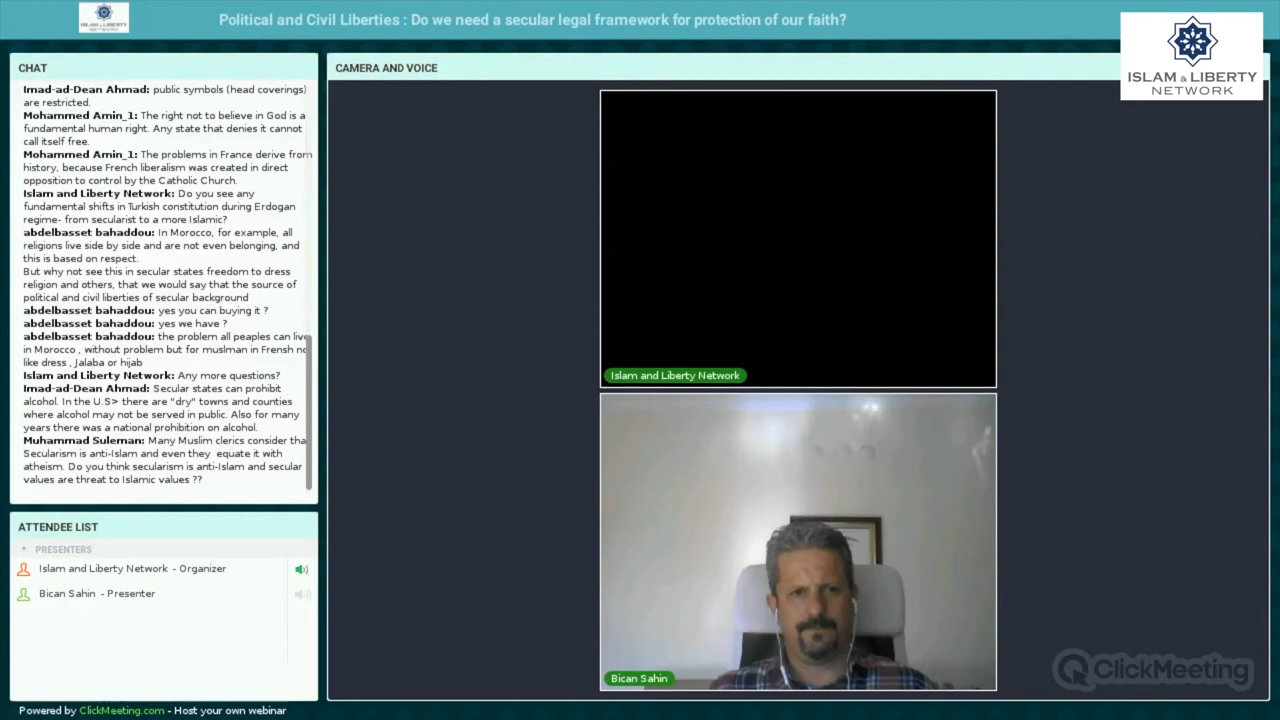 ISLAM & LIBERTY
NETWORK
Political and Civil Liberties : Do we need a secular legal framework for protection of our faith?
ISLAM & LIBERTY
NETWORK
CHAT
Imad-ad-Dean Ahmad: public symbols (head coverings)
are restricted.
Mohammed Amin_1: The right not to believe in God is a
fundamental human right. Any state that denies it cannot
call itself free.
Mohammed Amin_1: The problems in France derive from
history, because French liberalism was created in direct
opposition to control by the Catholic Church.
Islam and Liberty Network: Do you see any
fundamental shifts in Turkish constitution during Erdogan
regime- from secularist to a more Islamic?
abdelbasset bahaddou: In Morocco, for example, all
religions live side by side and are not even belonging, and
this is based on respect.
But why not see this in secular states freedom to dress
religion and others, that we would say that the source of
political and civil liberties of secular background
abdelbasset bahaddou: yes you can buying it ?
abdelbasset bahaddou: yes we have ?
abdelbasset bahaddou: the problem all peaples can live
in Morocco , without problem but for muslman in Frensh no
like dress , Jalaba or hijab
Islam and Liberty Network: Any more questions?
Imad-ad-Dean Ahmad: Secular states can prohibit
alcohol. In the U.S> there are "dry" towns and counties
where alcohol may not be served in public. Also for many
years there was a national prohibition on alcohol.
Muhammad Suleman: Many Muslim clerics consider tha
Secularism is anti-Islam and even they equate it with
atheism. Do you think secularism is anti-Islam and secular
values are threat to Islamic values ??
ATTENDEE LIST
PRESENTERS
Islam and Liberty Network - Organizer
Bican Sahin - Presenter
CAMERA AND VOICE
Islam and Liberty Network
Bican Sahin
ClickMeeting
Powered by ClickMeeting.com - Host your own webinar